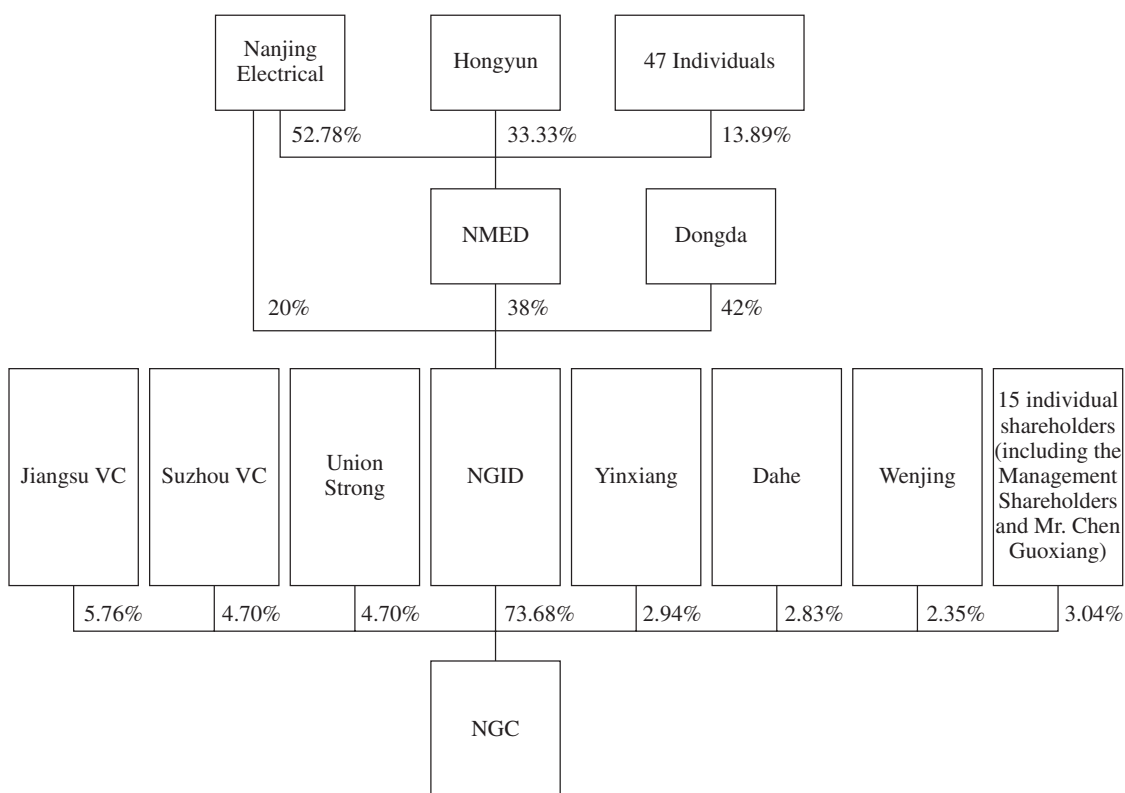 Nanjing
Electrical
Hongyun
47 Individuals
52.78%
33.33%
13.89%
NMED
Dongda
20%
38%
42%
Jiangsu VC
Suzhou VC
Union
Strong
NGID
Yinxiang
Dahe
Wenjing
15 individual
shareholders
(including the
Management
Shareholders
and Mr. Chen
Guoxiang)
5.76%
4.70%
4.70%
73.68%
2.94%
2.83%
2.35%
3.04%
NGC